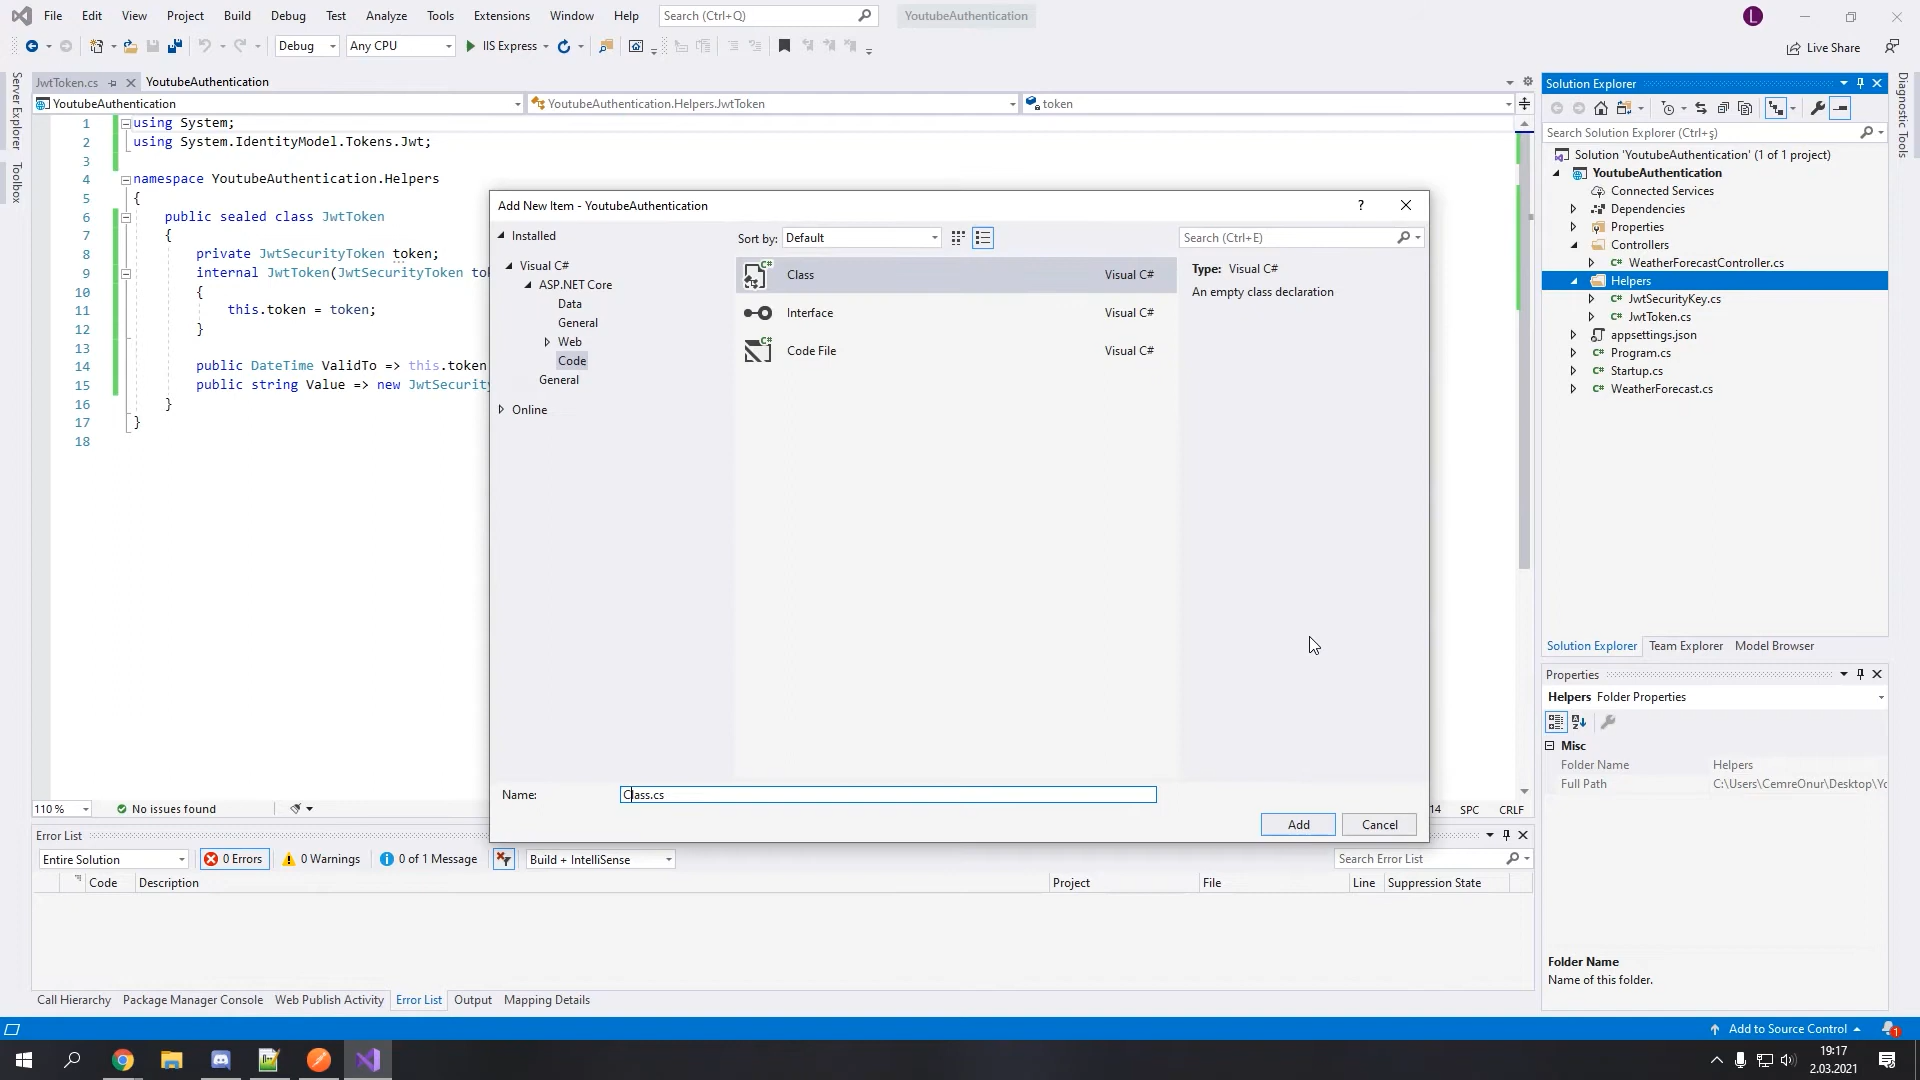 File Edit View Project Build Debug Test Analyze Tools Extensions Window Help Search (Ctrl+Q) YoutubeAuthentication L
Debug Any CPU IIS Express Live Share
Server Explorer
Toolbox
JwtToken.cs YoutubeAuthentication
YoutubeAuthentication YoutubeAuthentication.Helpers.JwtToken token
1 using System;
2 using System.IdentityModel.Tokens.Jwt;
3
4 namespace YoutubeAuthentication.Helpers
5 {
6 public sealed class JwtToken
7 {
8 private JwtSecurityToken token;
9 internal JwtToken(JwtSecurityToken tok
10 {
11 this.token = token;
12 }
13
14 public DateTime ValidTo => this.token
15 public string Value => new JwtSecurity
16 }
17 }
18
Add New Item - YoutubeAuthentication ?
Installed
Visual C#
ASP.NET Core
Data
General
Web
Code
General
Online
Sort by: Default
Class Visual C#
Interface Visual C#
Code File Visual C#
Search (Ctrl+E)
Type: Visual C#
An empty class declaration
Name: Class.cs
Add Cancel
110 % No issues found 14 SPC CRLF
Error List
Entire Solution 0 Errors 0 Warnings 0 of 1 Message Build + IntelliSense Search Error List
Code Description Project File Line Suppression State
Call Hierarchy Package Manager Console Web Publish Activity Error List Output Mapping Details
Solution Explorer
Search Solution Explorer (Ctrl+ş)
Solution 'YoutubeAuthentication' (1 of 1 project)
YoutubeAuthentication
Connected Services
Dependencies
Properties
Controllers
C# WeatherForecastController.cs
Helpers
C# JwtSecurityKey.cs
C# JwtToken.cs
appsettings.json
C# Program.cs
C# Startup.cs
C# WeatherForecast.cs
Solution Explorer Team Explorer Model Browser
Properties
Helpers Folder Properties
Misc
Folder Name Helpers
Full Path C:\Users\CemreOnur\Desktop\Yo
Folder Name
Name of this folder.
Diagnostic Tools
Add to Source Control 1
19:17
2.03.2021